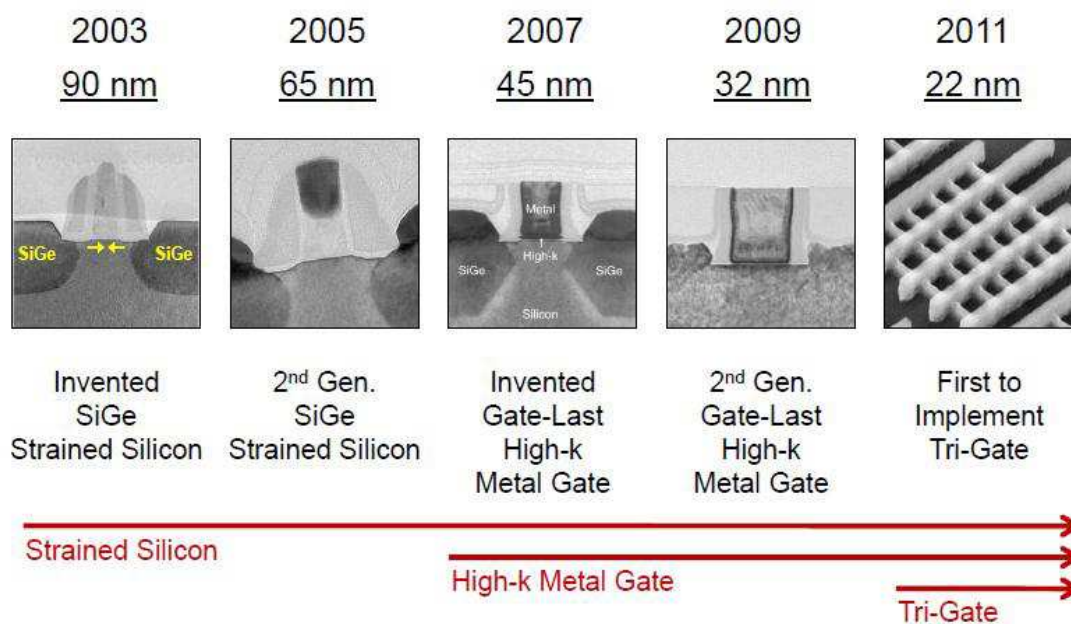 2003 2005 2007 2009 2011
90 nm 65 nm 45 nm 32 nm 22 nm
SiGe
SiGe
Metal
High-k
SiGe
SiGe
Silicon
Invented
SiGe
Strained Silicon
2nd Gen.
SiGe
Strained Silicon
Invented
Gate-Last
High-k
Metal Gate
2nd Gen.
Gate-Last
High-k
Metal Gate
First to
Implement
Tri-Gate
Strained Silicon
High-k Metal Gate
Tri-Gate